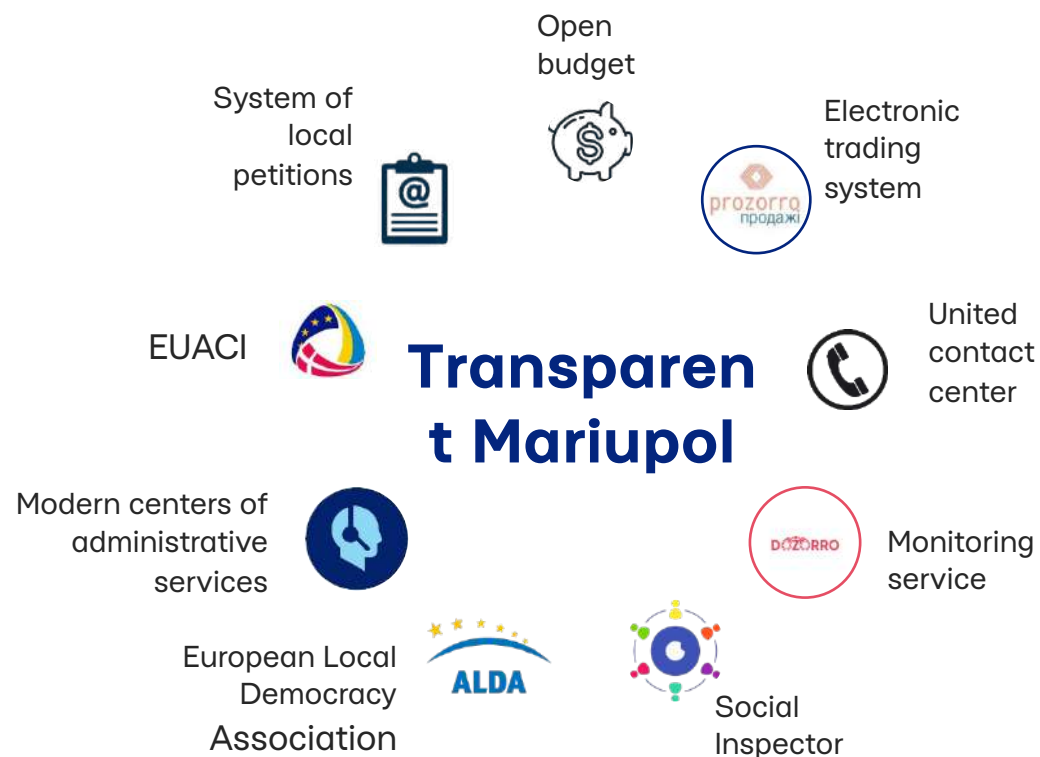 Open
budget
System of
local
petitions
@
$
Electronic
trading
system
prozorro
продажі
EUACI
Transparen
t Mariupol
United
contact
center
Modern centers of
administrative
services
DOZORRO
Monitoring
service
European Local
Democracy
Association
ALDA
Social
Inspector